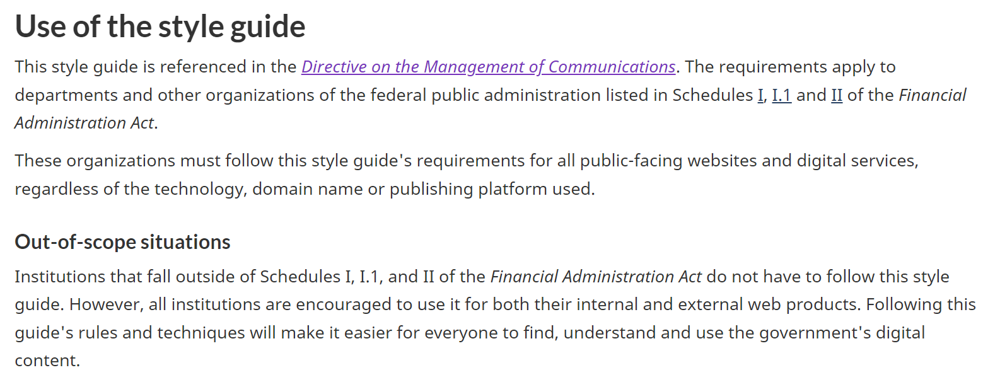 Use of the style guide
This style guide is referenced in the Directive on the Management of Communications. The requirements apply to
departments and other organizations of the federal public administration listed in Schedules I, I.1 and II of the Financial
Administration Act.
These organizations must follow this style guide's requirements for all public-facing websites and digital services,
regardless of the technology, domain name or publishing platform used.
Out-of-scope situations
Institutions that fall outside of Schedules I, I.1, and II of the Financial Administration Act do not have to follow this style
guide. However, all institutions are encouraged to use it for both their internal and external web products. Following this
guide's rules and techniques will make it easier for everyone to find, understand and use the government's digital
content.